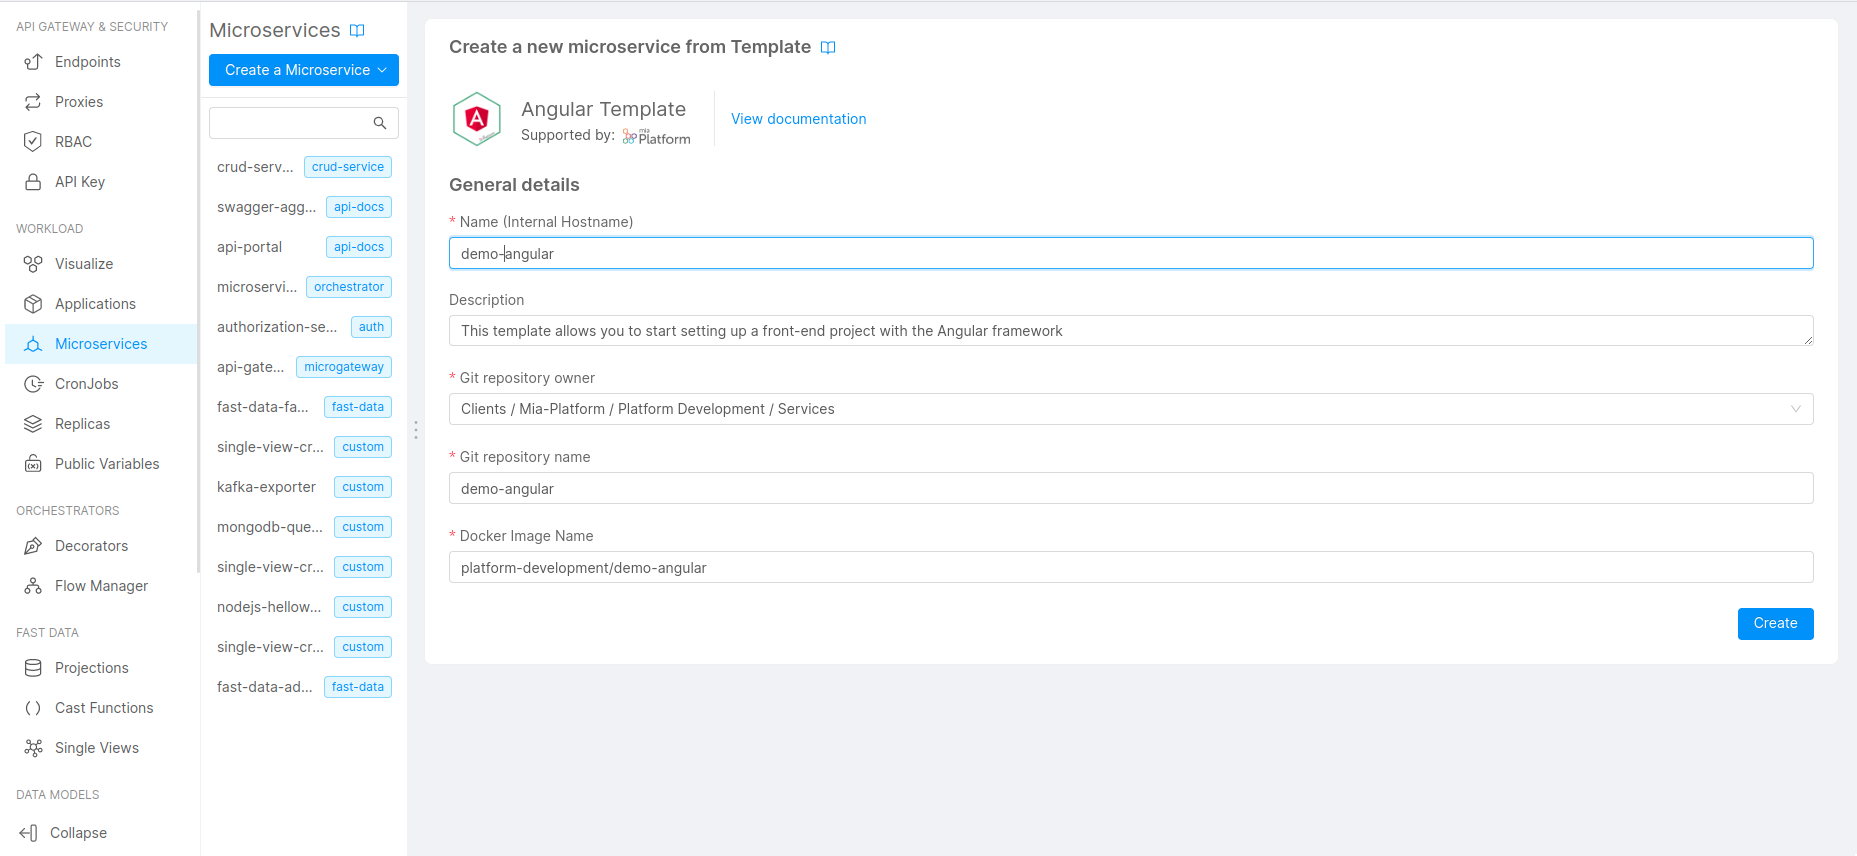 API GATEWAY & SECURITY
Endpoints
Proxies
RBAC
API Key
WORKLOAD
Visualize
Applications
Microservices
CronJobs
Replicas
Public Variables
ORCHESTRATORS
Decorators
Flow Manager
FAST DATA
Projections
Cast Functions
Single Views
DATA MODELS
Collapse
Microservices
Create a Microservice
crud-serv... crud-service
swagger-agg... api-docs
api-portal api-docs
microservi... orchestrator
authorization-se... auth
api-gate... microgateway
fast-data-fa... fast-data
single-view-cr... custom
kafka-exporter custom
mongodb-que... custom
single-view-cr... custom
nodejs-hellow... custom
single-view-cr... custom
fast-data-ad... fast-data
Create a new microservice from Template
A
Angular Template
Supported by: mia Platform
View documentation
General details
* Name (Internal Hostname)
demo-angular
Description
This template allows you to start setting up a front-end project with the Angular framework
* Git repository owner
Clients / Mia-Platform / Platform Development / Services
* Git repository name
demo-angular
* Docker Image Name
platform-development/demo-angular
Create